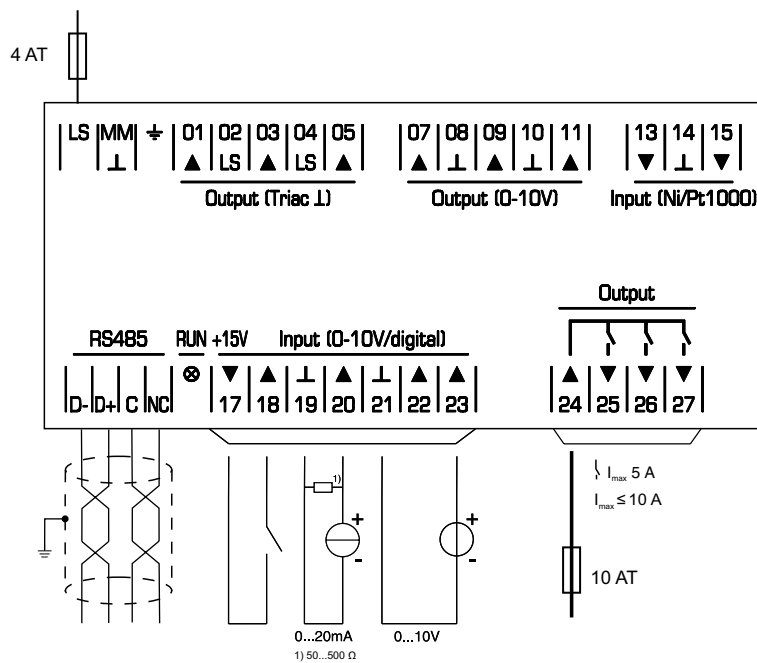 4 AT
LS MM ⏚ 01 02 03 04 05 07 08 09 10 11 13 14 15
⊥ ▲ LS ▲ LS ▲ ▲ ⊥ ▲ ⊥ ▲ ▼ ⊥ ▼
Output (Triac ⊥) Output (0-10V) Input (Ni/Pt1000)
Output
RS485 RUN +15V Input (0-10V/digital)
D- D+ C NC 17 18 19 20 21 22 23 24 25 26 27
1)
Imax 5 A
Imax ≤ 10 A
+ +
- -
10 AT
0...20mA 0...10V
1) 50...500 Ω